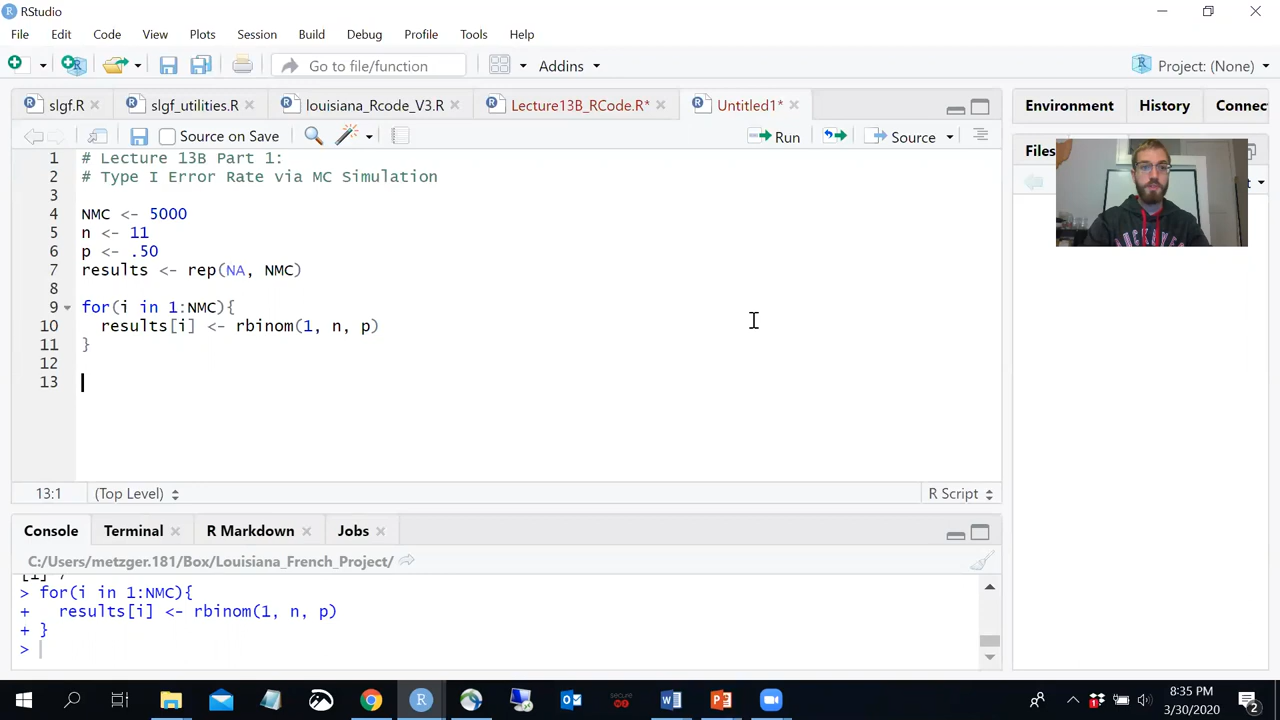 RStudio
File Edit Code View Plots Session Build Debug Profile Tools Help
Go to file/function Addins Project: (None)
slgf.R slgf_utilities.R louisiana_Rcode_V3.R Lecture13B_RCode.R* Untitled1* Environment History Connec
Source on Save Run Source Files
1 # Lecture 13B Part 1:
2 # Type I Error Rate via MC Simulation
3
4 NMC <- 5000
5 n <- 11
6 p <- .50
7 results <- rep(NA, NMC)
8
9 for(i in 1:NMC){
10 results[i] <- rbinom(1, n, p)
11 }
12
13
13:1 (Top Level) R Script
Console Terminal R Markdown Jobs
C:/Users/metzger.181/Box/Louisiana_French_Project/
> for(i in 1:NMC){
+ results[i] <- rbinom(1, n, p)
+ }
>
8:35 PM
3/30/2020
2